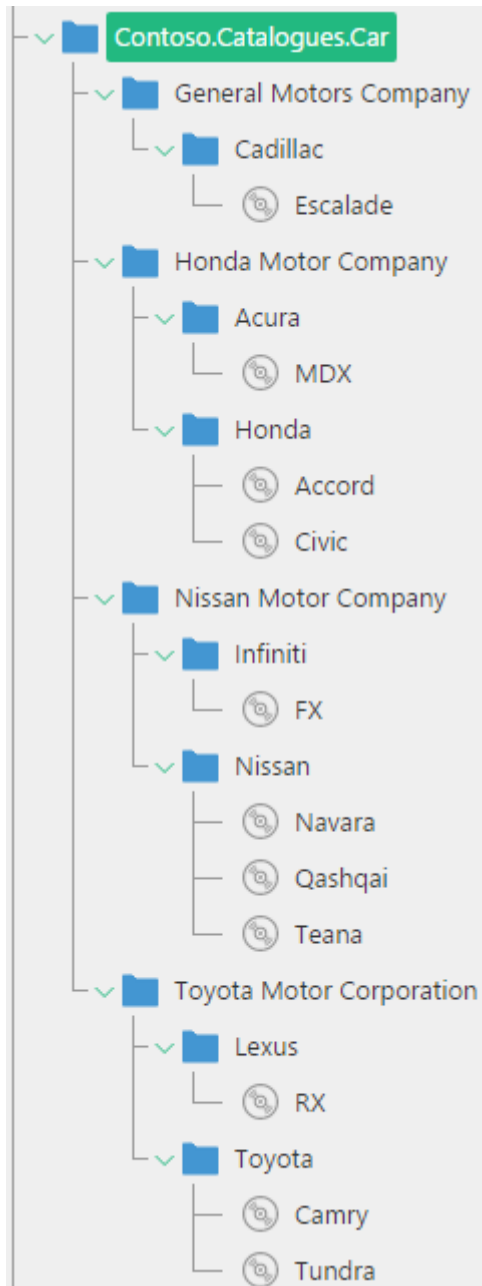 Contoso.Catalogues.Car
General Motors Company
Cadillac
Escalade
Honda Motor Company
Acura
MDX
Honda
Accord
Civic
Nissan Motor Company
Infiniti
FX
Nissan
Navara
Qashqai
Teana
Toyota Motor Corporation
Lexus
RX
Toyota
Camry
Tundra